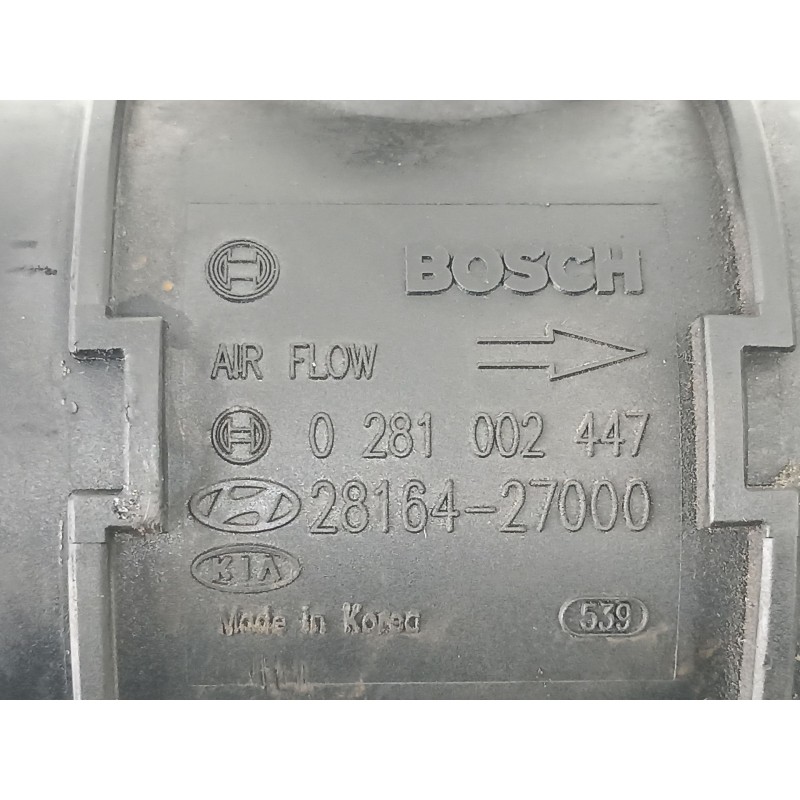 BOSCH
AIR FLOW
0 281 002 447
28164-27000
KIA
Made in Korea 539